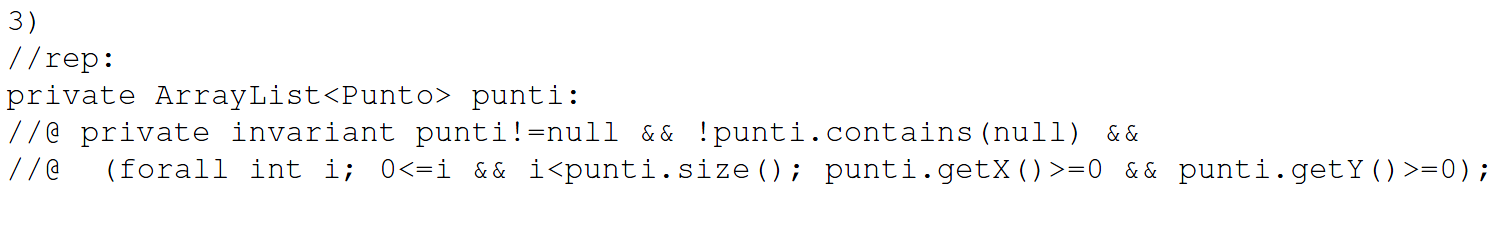 3)
//rep:
private ArrayList<Punto> punti:
//@ private invariant punti!=null && !punti.contains(null) &&
//@  (forall int i; 0<=i && i<punti.size(); punti.getX()>=0 && punti.getY()>=0);